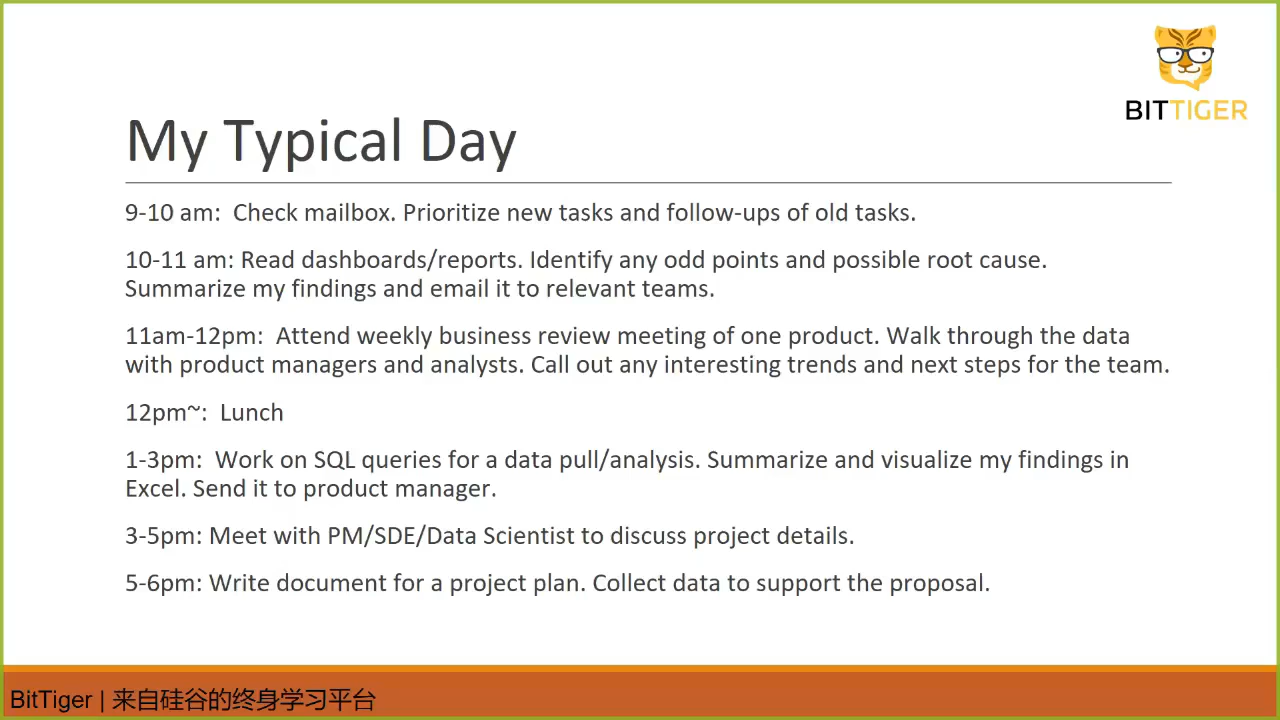 BITTIGER
My Typical Day
9-10 am:  Check mailbox. Prioritize new tasks and follow-ups of old tasks.
10-11 am: Read dashboards/reports. Identify any odd points and possible root cause.
Summarize my findings and email it to relevant teams.
11am-12pm:  Attend weekly business review meeting of one product. Walk through the data
with product managers and analysts. Call out any interesting trends and next steps for the team.
12pm~:  Lunch
1-3pm:  Work on SQL queries for a data pull/analysis. Summarize and visualize my findings in
Excel. Send it to product manager.
3-5pm: Meet with PM/SDE/Data Scientist to discuss project details.
5-6pm: Write document for a project plan. Collect data to support the proposal.
BitTiger | 来自硅谷的终身学习平台